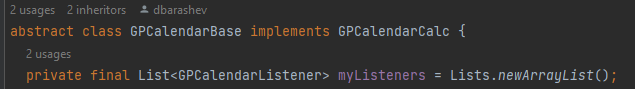 2 usages 2 inheritors dbarashev
abstract class GPCalendarBase implements GPCalendarCalc {
2 usages
private final List<GPCalendarListener> myListeners = Lists.newArrayList();